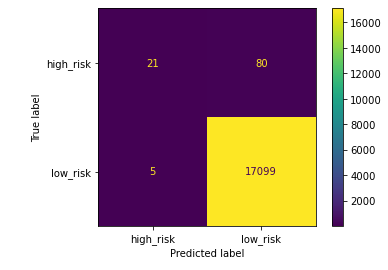 16000
high_risk 21 80 14000
12000
True label 10000
8000
6000
low_risk 5 17099 4000
2000
high_risk low_risk
Predicted label